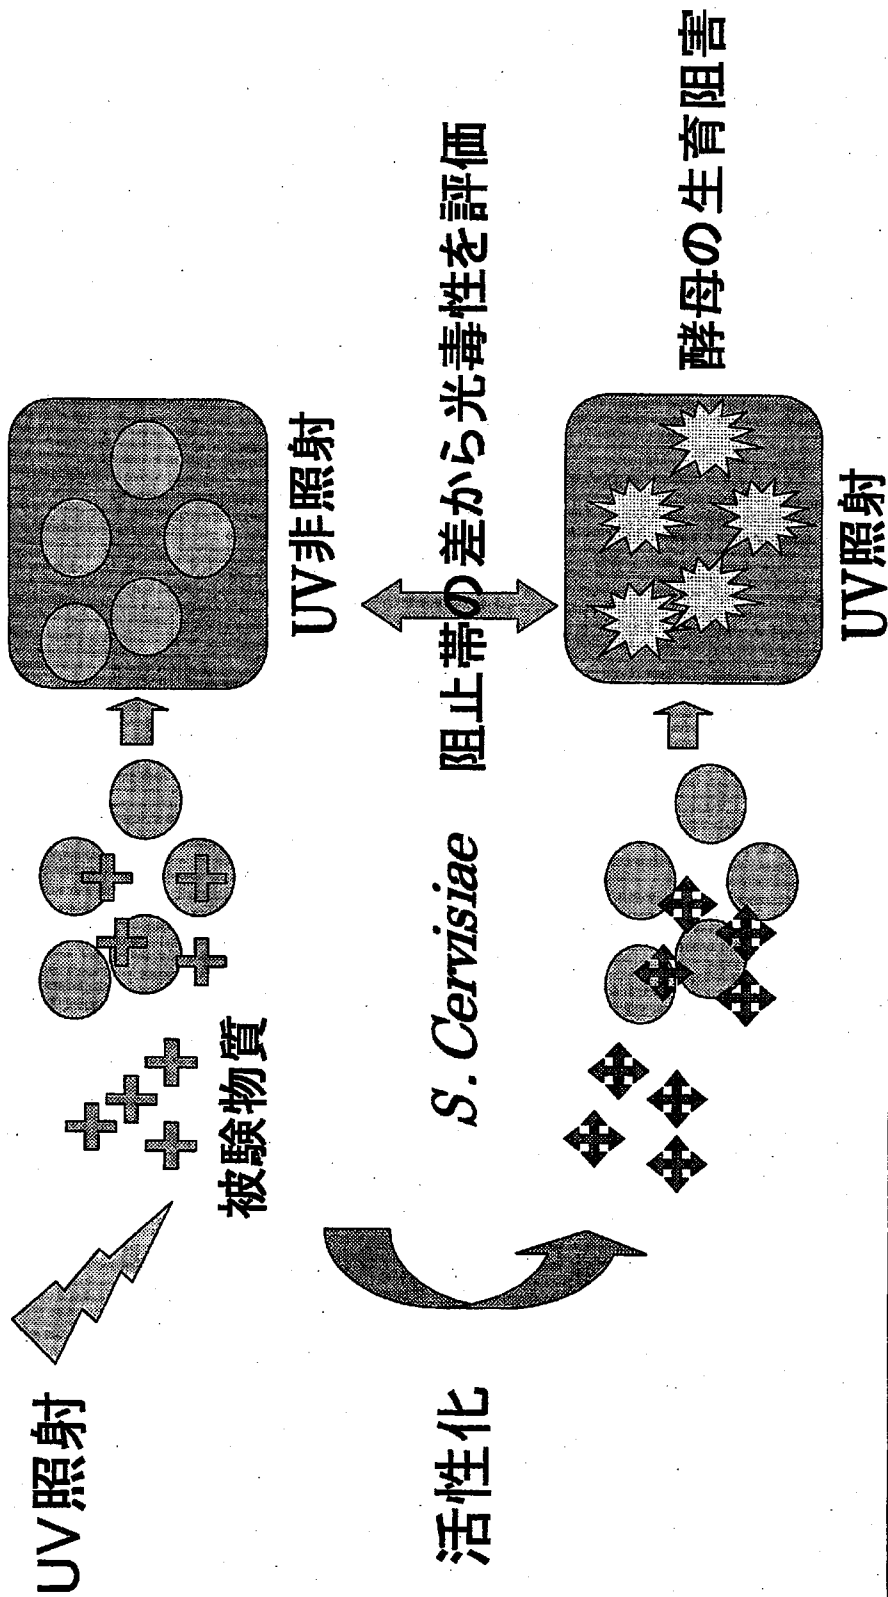 UV照射
被験物質
UV非照射
活性化
S. Cervisiae
阻止帯の差から光毒性を評価
UV照射
酵母の生育阻害